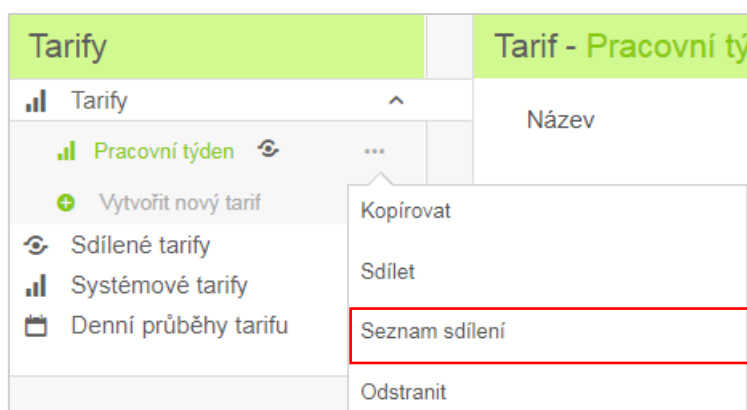 Tarify
Tarif - Pracovní tý
Tarify
Název
Pracovní týden
Vytvořit nový tarif
Kopírovat
Sdílené tarify
Sdílet
Systémové tarify
Denní průběhy tarifu
Seznam sdílení
Odstranit